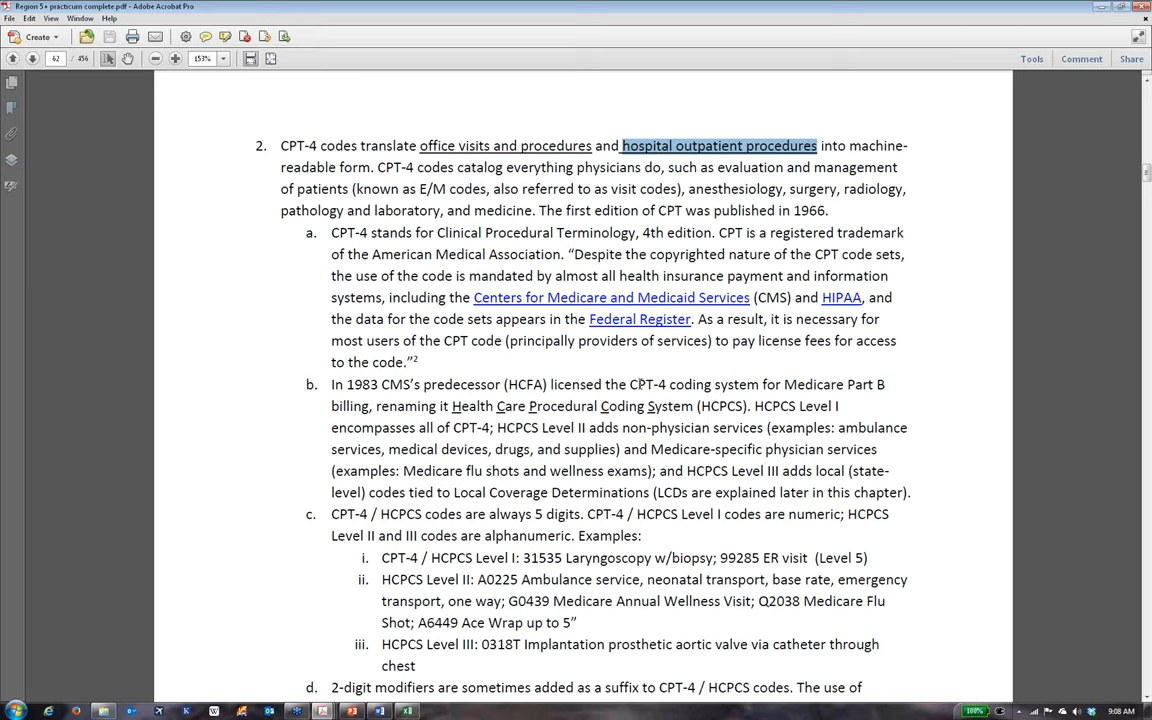 Region 5+ practicum complete.pdf - Adobe Acrobat Pro
File Edit View Window Help
Create
62 / 456 153% Tools Comment Share
2. CPT-4 codes translate office visits and procedures and hospital outpatient procedures into machine-
readable form. CPT-4 codes catalog everything physicians do, such as evaluation and management
of patients (known as E/M codes, also referred to as visit codes), anesthesiology, surgery, radiology,
pathology and laboratory, and medicine. The first edition of CPT was published in 1966.
a. CPT-4 stands for Clinical Procedural Terminology, 4th edition. CPT is a registered trademark
of the American Medical Association. “Despite the copyrighted nature of the CPT code sets,
the use of the code is mandated by almost all health insurance payment and information
systems, including the Centers for Medicare and Medicaid Services (CMS) and HIPAA, and
the data for the code sets appears in the Federal Register. As a result, it is necessary for
most users of the CPT code (principally providers of services) to pay license fees for access
to the code.”2
b. In 1983 CMS’s predecessor (HCFA) licensed the CPT-4 coding system for Medicare Part B
billing, renaming it Health Care Procedural Coding System (HCPCS). HCPCS Level I
encompasses all of CPT-4; HCPCS Level II adds non-physician services (examples: ambulance
services, medical devices, drugs, and supplies) and Medicare-specific physician services
(examples: Medicare flu shots and wellness exams); and HCPCS Level III adds local (state-
level) codes tied to Local Coverage Determinations (LCDs are explained later in this chapter).
c. CPT-4 / HCPCS codes are always 5 digits. CPT-4 / HCPCS Level I codes are numeric; HCPCS
Level II and III codes are alphanumeric. Examples:
i. CPT-4 / HCPCS Level I: 31535 Laryngoscopy w/biopsy; 99285 ER visit (Level 5)
ii. HCPCS Level II: A0225 Ambulance service, neonatal transport, base rate, emergency
transport, one way; G0439 Medicare Annual Wellness Visit; Q2038 Medicare Flu
Shot; A6449 Ace Wrap up to 5”
iii. HCPCS Level III: 0318T Implantation prosthetic aortic valve via catheter through
chest
d. 2-digit modifiers are sometimes added as a suffix to CPT-4 / HCPCS codes. The use of
100% 9:08 AM